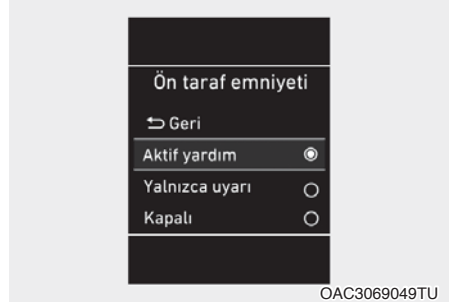 Ön taraf emniyeti
Geri
Aktif yardım
Yalnızca uyarı
Kapalı
OAC3069049TU